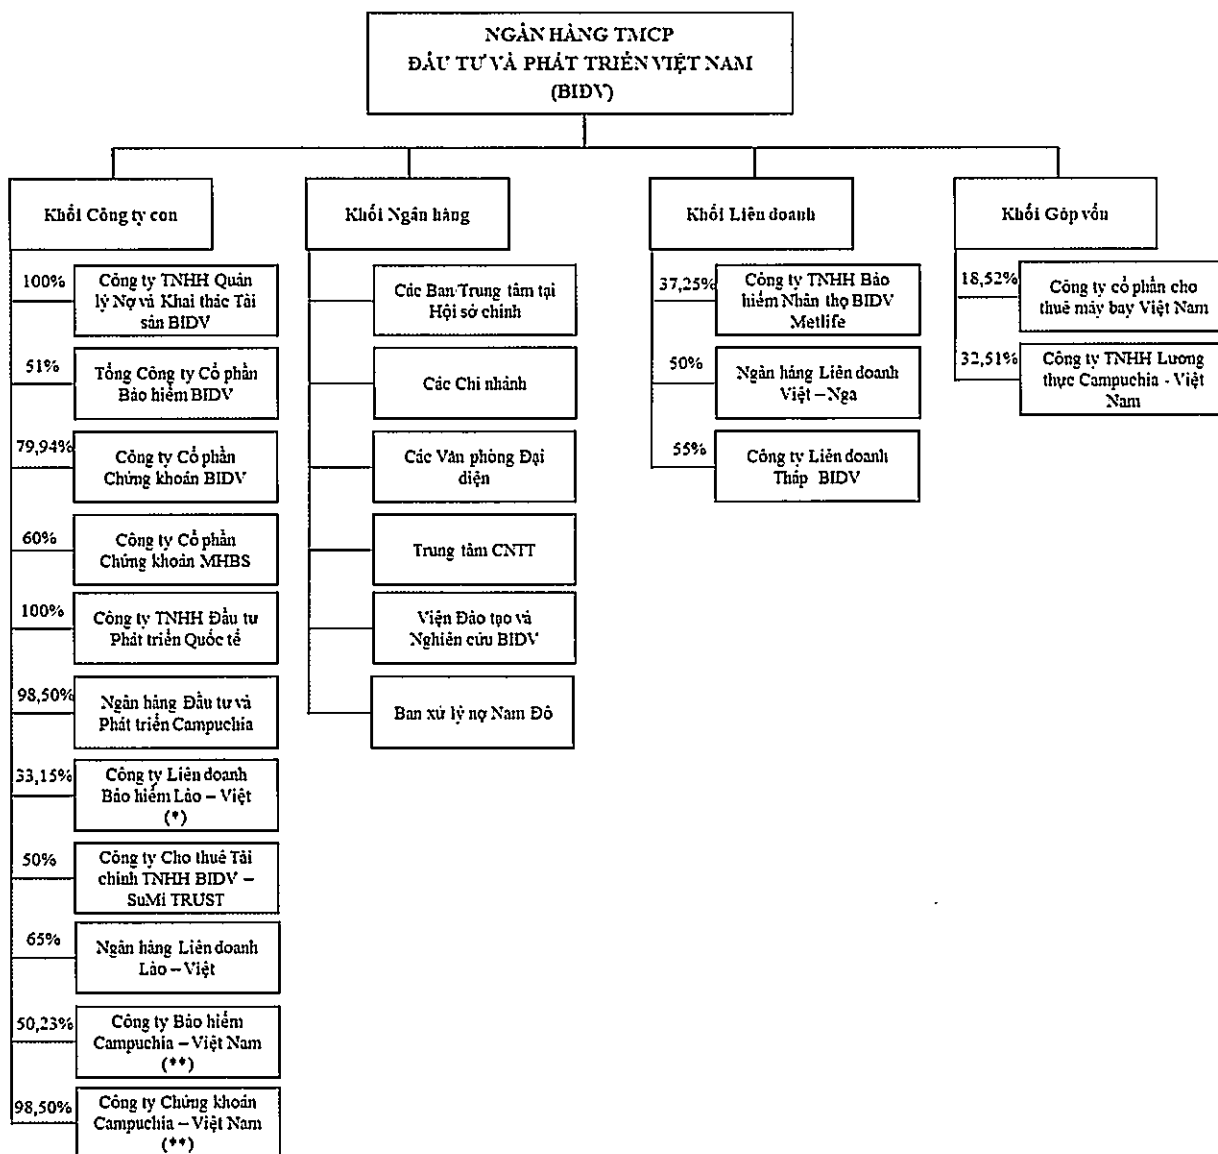 NGÂN HÀNG TMCP
ĐẦU TƯ VÀ PHÁT TRIỂN VIỆT NAM
(BIDV)
Khối Công ty con
100%
Công ty TNHH Quản
lý Nợ và Khai thác Tài
sản BIDV
51%
Tổng Công ty Cổ phần
Bảo hiểm BIDV
79,94%
Công ty Cổ phần
Chứng khoán BIDV
60%
Công ty Cổ phần
Chứng khoán MHBS
100%
Công ty TNHH Đầu tư
Phát triển Quốc tế
98,50%
Ngân hàng Đầu tư và
Phát triển Campuchia
33,15%
Công ty Liên doanh
Bảo hiểm Lào – Việt
(*)
50%
Công ty Cho thuê Tài
chính TNHH BIDV –
SuMi TRUST
65%
Ngân hàng Liên doanh
Lào – Việt
50,23%
Công ty Bảo hiểm
Campuchia – Việt Nam
(**)
98,50%
Công ty Chứng khoán
Campuchia – Việt Nam
(**)
Khối Ngân hàng
Các Ban/Trung tâm tại
Hội sở chính
Các Chi nhánh
Các Văn phòng Đại
diện
Trung tâm CNTT
Viện Đào tạo và
Nghiên cứu BIDV
Ban xử lý nợ Nam Đô
Khối Liên doanh
37,25%
Công ty TNHH Bảo
hiểm Nhân thọ BIDV
Metlife
50%
Ngân hàng Liên doanh
Việt – Nga
55%
Công ty Liên doanh
Tháp BIDV
Khối Góp vốn
18,52%
Công ty cổ phần cho
thuê máy bay Việt Nam
32,51%
Công ty TNHH Lương
thực Campuchia - Việt
Nam